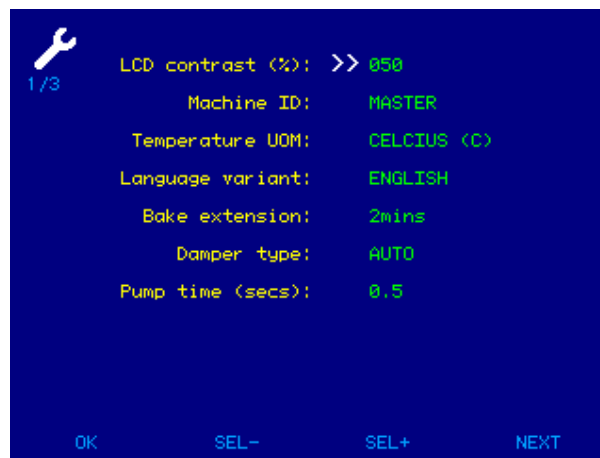 1/3
LCD contrast (%): >> 050
Machine ID: MASTER
Temperature UOM: CELCIUS (C)
Language variant: ENGLISH
Bake extension: 2mins
Damper type: AUTO
Pump time (secs): 0.5
OK SEL- SEL+ NEXT